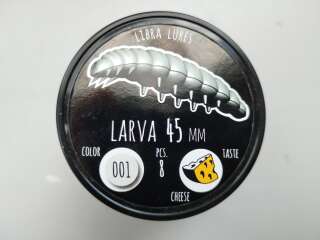 LIBRA LURES
LARVA 45 MM
COLOR
001
PCS.
8
TASTE
CHEESE